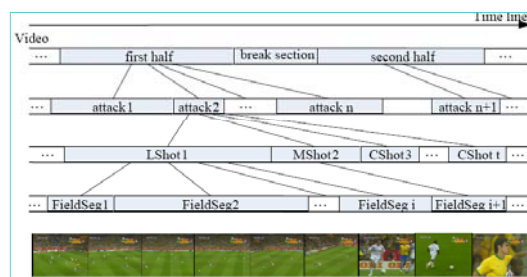 Time line
Video
... first half break section second half ...
... attack1 attack2 ... attack n attack n+1 ...
... LShot1 MShot2 CShot3 ... CShot t ...
... FieldSeg1 FieldSeg2 ... FieldSeg i FieldSeg i+1 ...